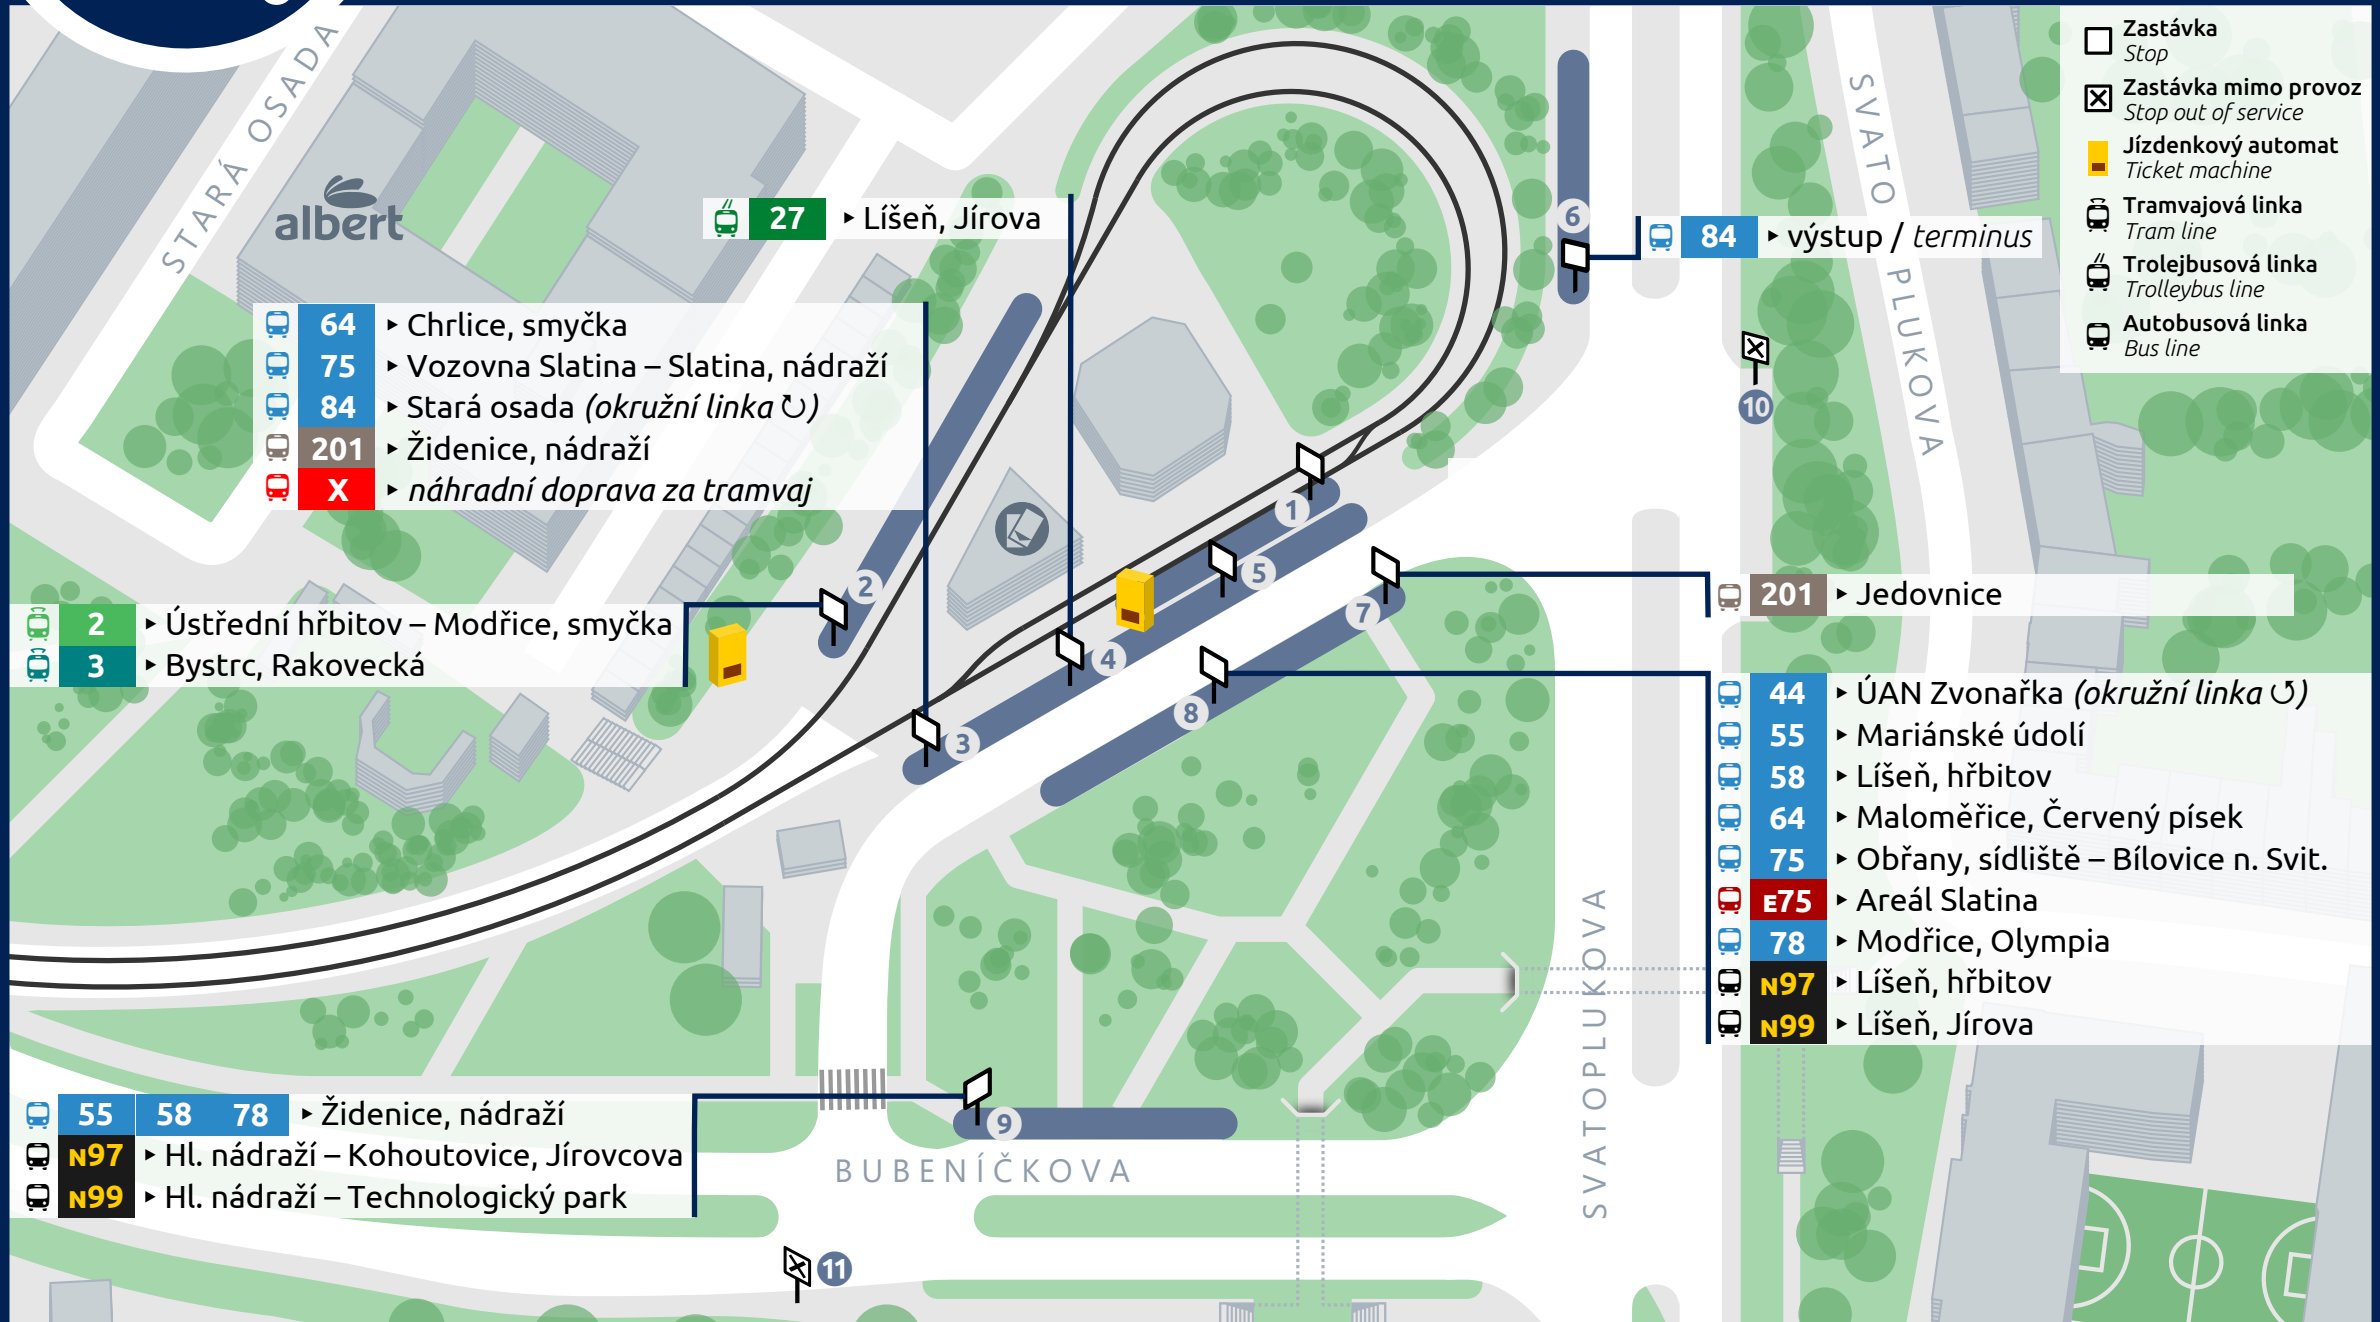 STARÁ OSADA
albert
27 ▸ Líšeň, Jírova
64 ▸ Chrlice, smyčka
75 ▸ Vozovna Slatina – Slatina, nádraží
84 ▸ Stará osada (okružní linka ↻)
201 ▸ Židenice, nádraží
X ▸ náhradní doprava za tramvaj
2 ▸ Ústřední hřbitov – Modřice, smyčka
3 ▸ Bystrc, Rakovecká
6
84 ▸ výstup / terminus
SVATOPLUKOVA
Zastávka
Stop
Zastávka mimo provoz
Stop out of service
Jízdenkový automat
Ticket machine
Tramvajová linka
Tram line
Trolejbusová linka
Trolleybus line
Autobusová linka
Bus line
10
1
2
5
7
4
8
3
201 ▸ Jedovnice
44 ▸ ÚAN Zvonařka (okružní linka ↺)
55 ▸ Mariánské údolí
58 ▸ Líšeň, hřbitov
64 ▸ Maloměřice, Červený písek
75 ▸ Obřany, sídliště – Bílovice n. Svit.
E75 ▸ Areál Slatina
78 ▸ Modřice, Olympia
N97 ▸ Líšeň, hřbitov
N99 ▸ Líšeň, Jírova
SVATOPLUKOVA
55 58 78 ▸ Židenice, nádraží
N97 ▸ Hl. nádraží – Kohoutovice, Jírovcova
N99 ▸ Hl. nádraží – Technologický park
9
BUBENÍČKOVA
11